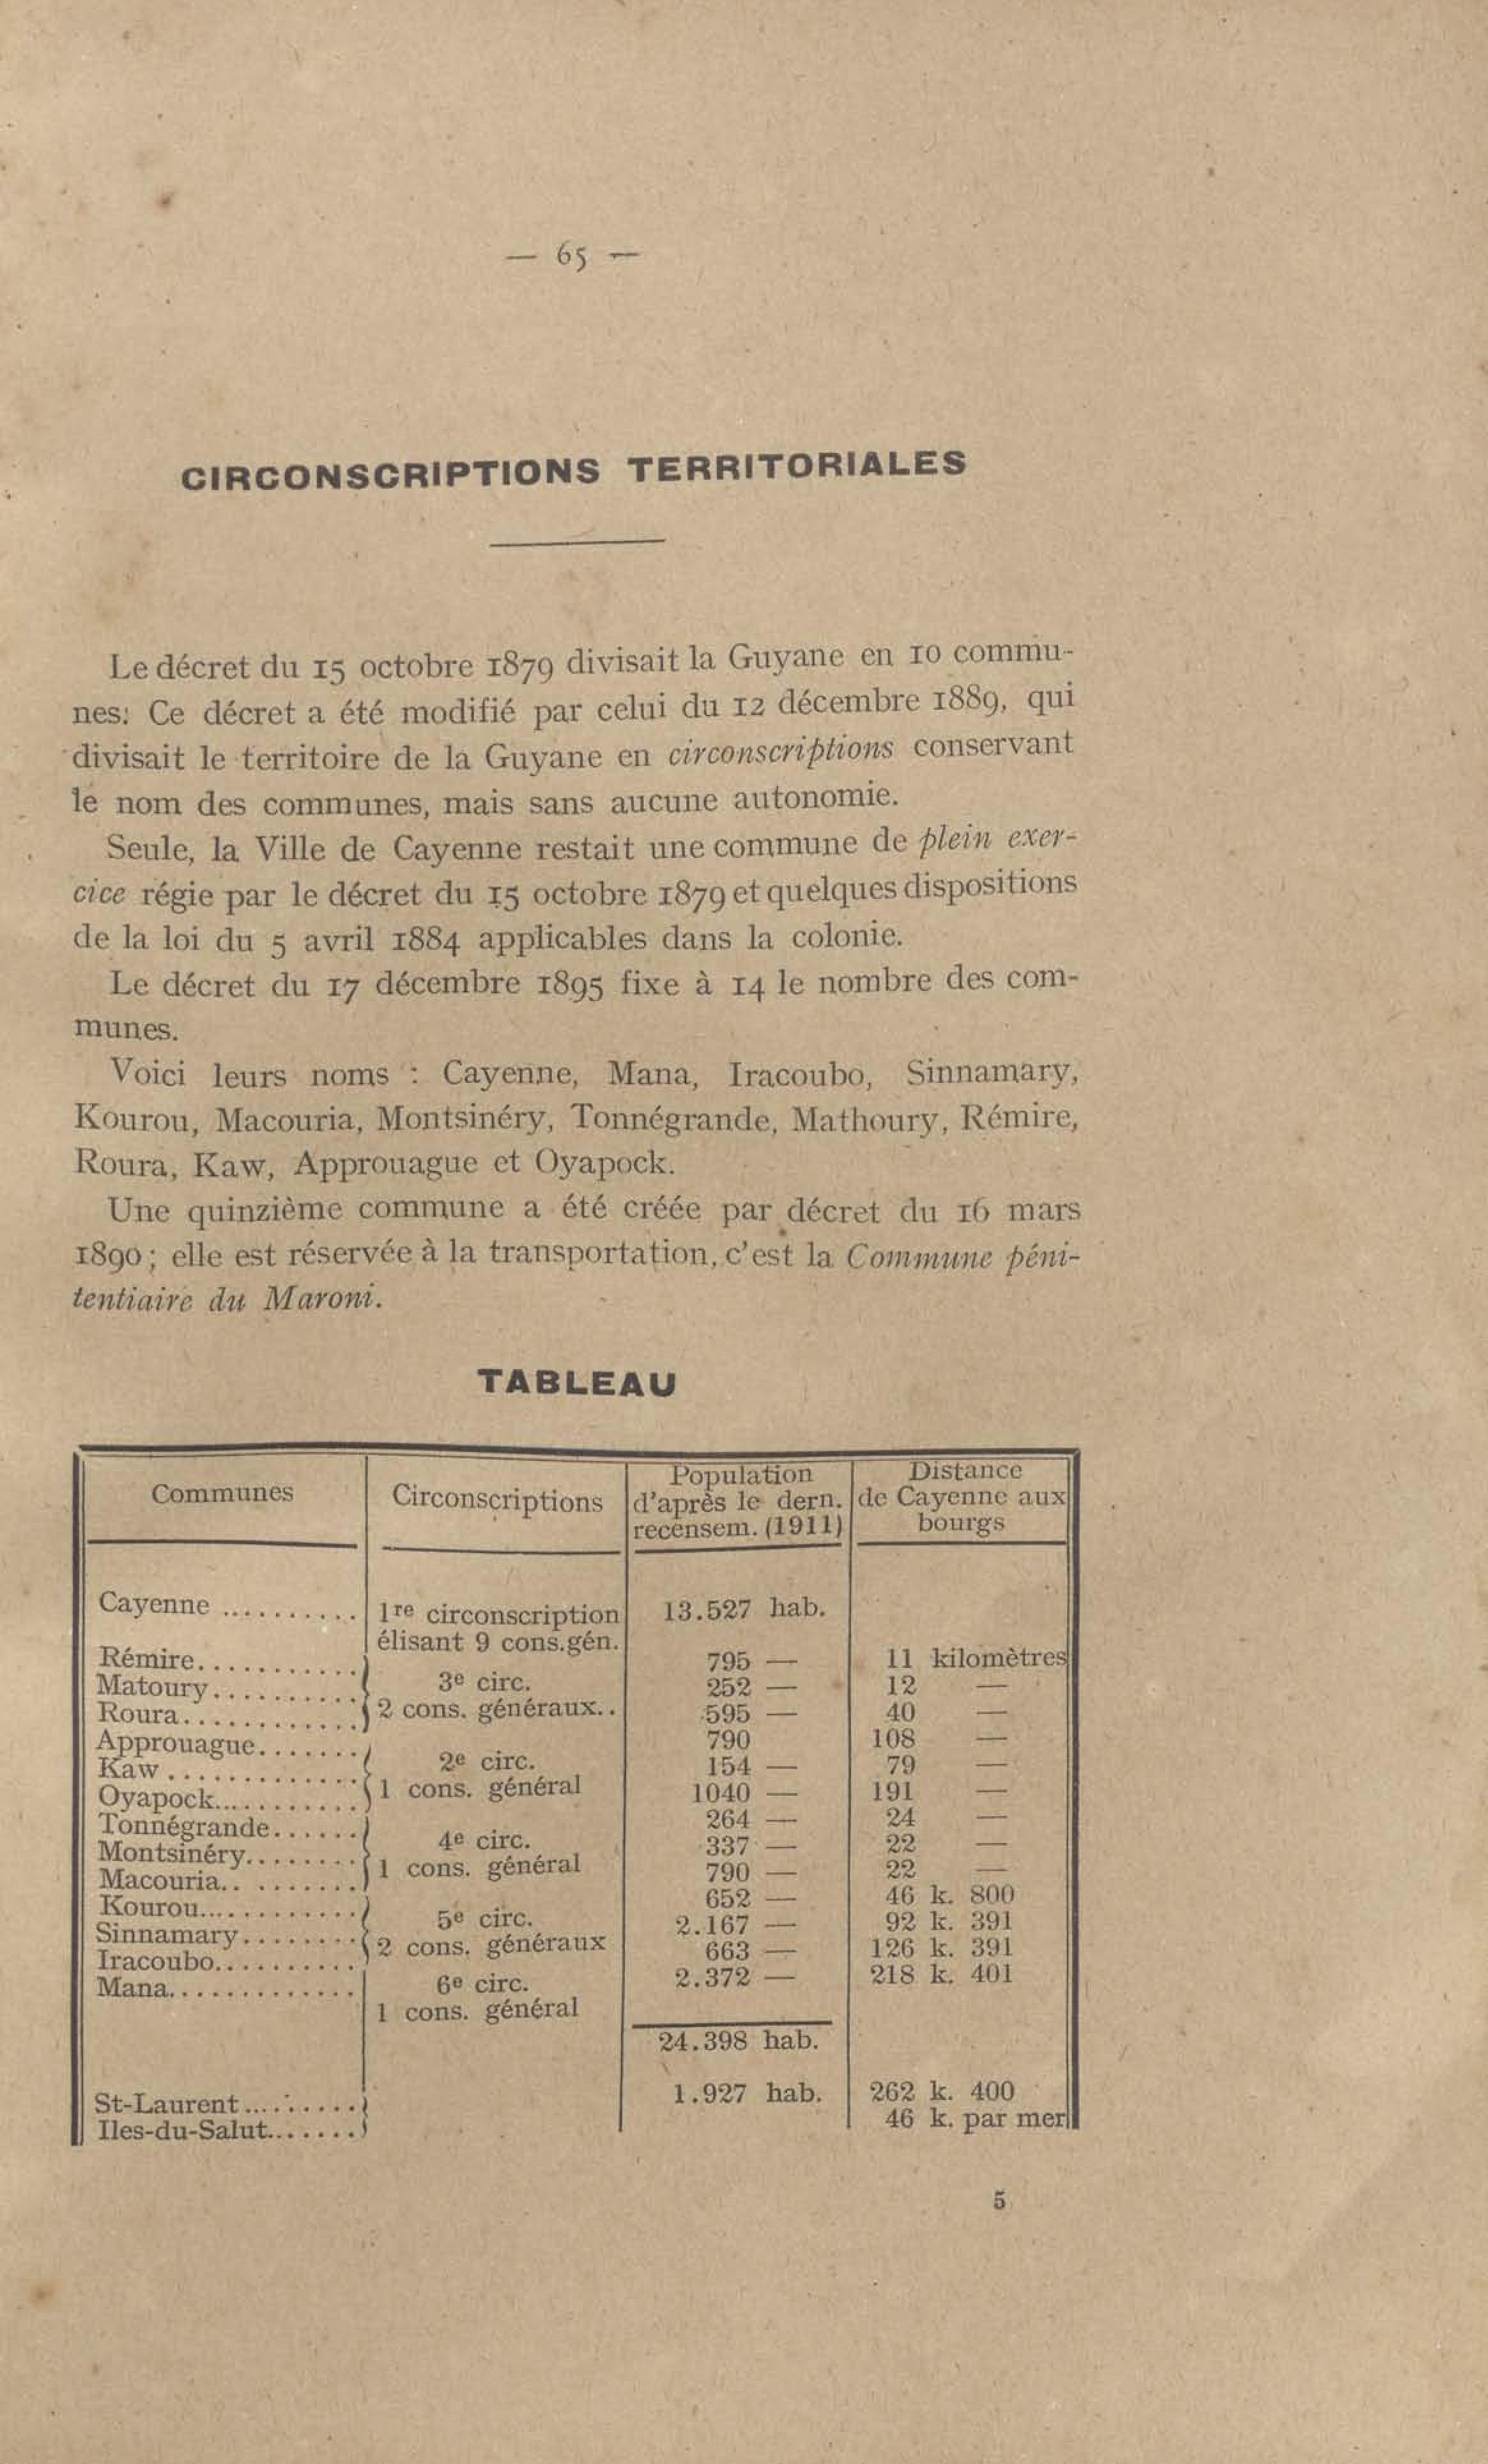 — 65 —
CIRCONSCRIPTIONS TERRITORIALES
Le décret du 15 octobre 1879 divisait la Guyane en 10 commu-
nes. Ce décret a été modifié par celui du 12 décembre 1889, qui
divisait le territoire de la Guyane en circonscriptions conservant
le nom des communes, mais sans aucune autonomie.
Seule, la Ville de Cayenne restait une commune de plein exer-
cice régie par le décret du 15 octobre 1879 et quelques dispositions
de la loi du 5 avril 1884 applicables dans la colonie.
Le décret du 17 décembre 1895 fixe à 14 le nombre des com-
munes.
Voici leurs noms : Cayenne, Mana, Iracoubo, Sinnamary,
Kourou, Macouria, Montsinéry, Tonnégrande, Mathoury, Rémire,
Roura, Kaw, Approuague et Oyapock.
Une quinzième commune a été créée par décret du 16 mars
1890 ; elle est réservée à la transportation, c'est la Commune péni-
tentiaire du Maroni.
TABLEAU
Communes | Circonscriptions | Population d'après le dern. recensem. (1911) | Distance de Cayenne aux bourgs
Cayenne ........... 1re circonscription 13.527 hab.
élisant 9 cons.gén.
Rémire............ 795 — 11 kilomètres
Matoury.......... 3e circ. 252 — 12 —
Roura............ 2 cons. généraux.. 595 — 40 —
Approuague....... 790 108 —
Kaw ............. 2e circ. 154 — 79 —
Oyapock............ 1 cons. général 1040 — 191 —
Tonnégrande...... 264 — 24 —
Montsinéry........ 4e circ. 337 — 22 —
Macouria.. ....... 1 cons. général 790 — 22 —
Kourou............ 652 — 46 k. 800
Sinnamary........ 5e circ. 2.167 — 92 k. 391
Iracoubo.......... 2 cons. généraux 663 — 126 k. 391
Mana............. 6e circ. 2.372 — 218 k. 401
1 cons. général
24.398 hab.
St-Laurent .......... 1.927 hab. 262 k. 400
Iles-du-Salut....... 46 k. par mer
5